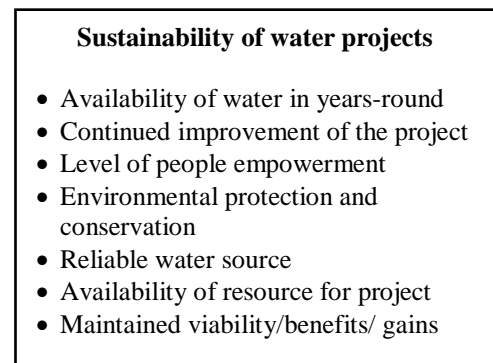 Sustainability of water projects
• Availability of water in years-round
• Continued improvement of the project
• Level of people empowerment
• Environmental protection and
conservation
• Reliable water source
• Availability of resource for project
• Maintained viability/benefits/ gains